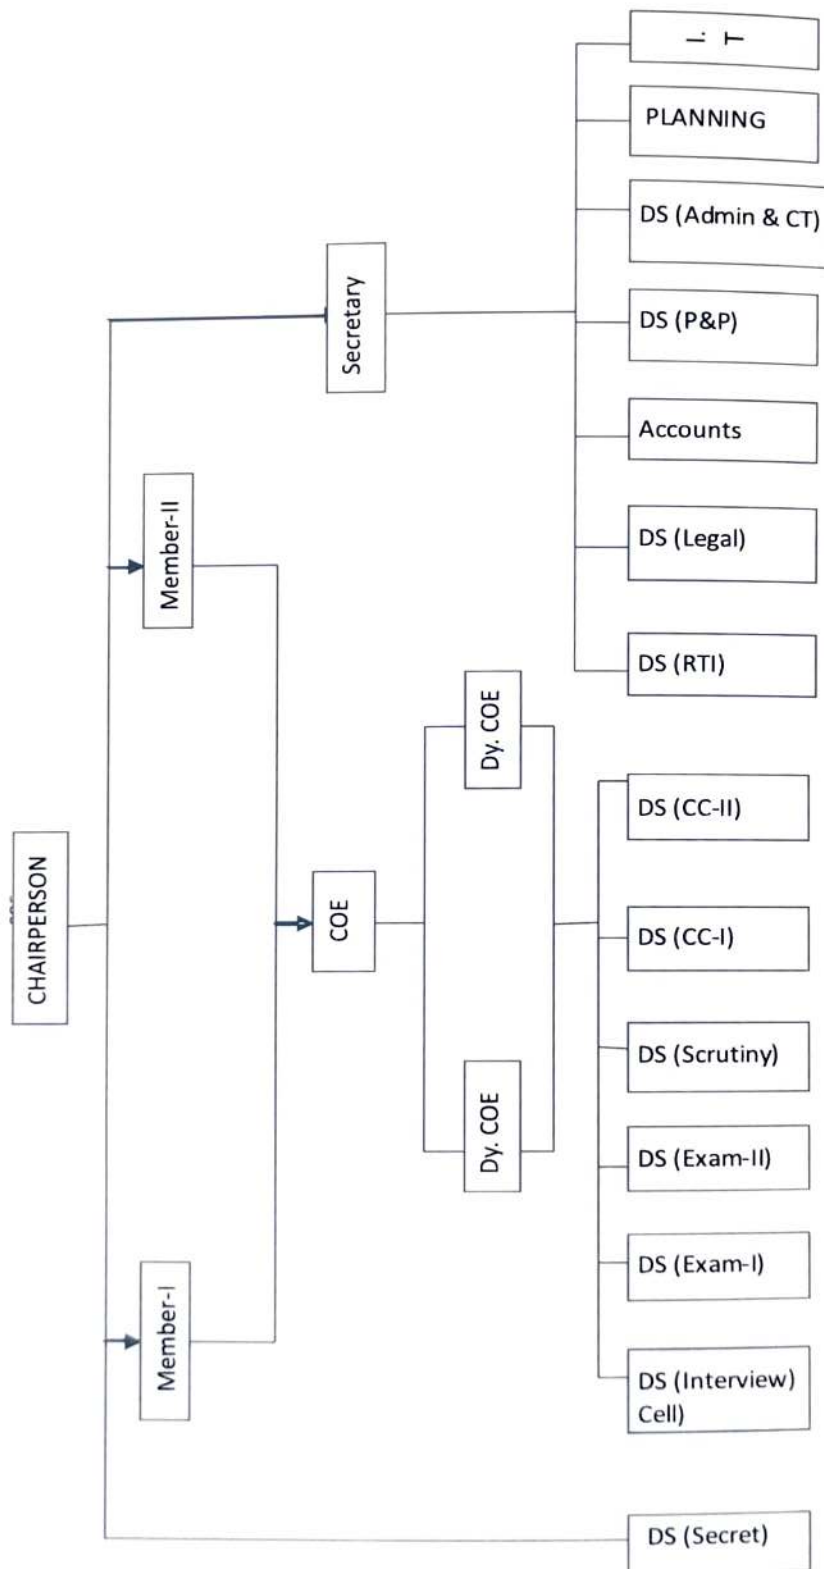 CHAIRPERSON
Member-I
Member-II
Secretary
COE
Dy. COE
Dy. COE
DS (Secret)
DS (Interview)
Cell)
DS (Exam-I)
DS (Exam-II)
DS (Scrutiny)
DS (CC-I)
DS (CC-II)
DS (RTI)
DS (Legal)
Accounts
DS (P&P)
DS (Admin & CT)
PLANNING
I.
T